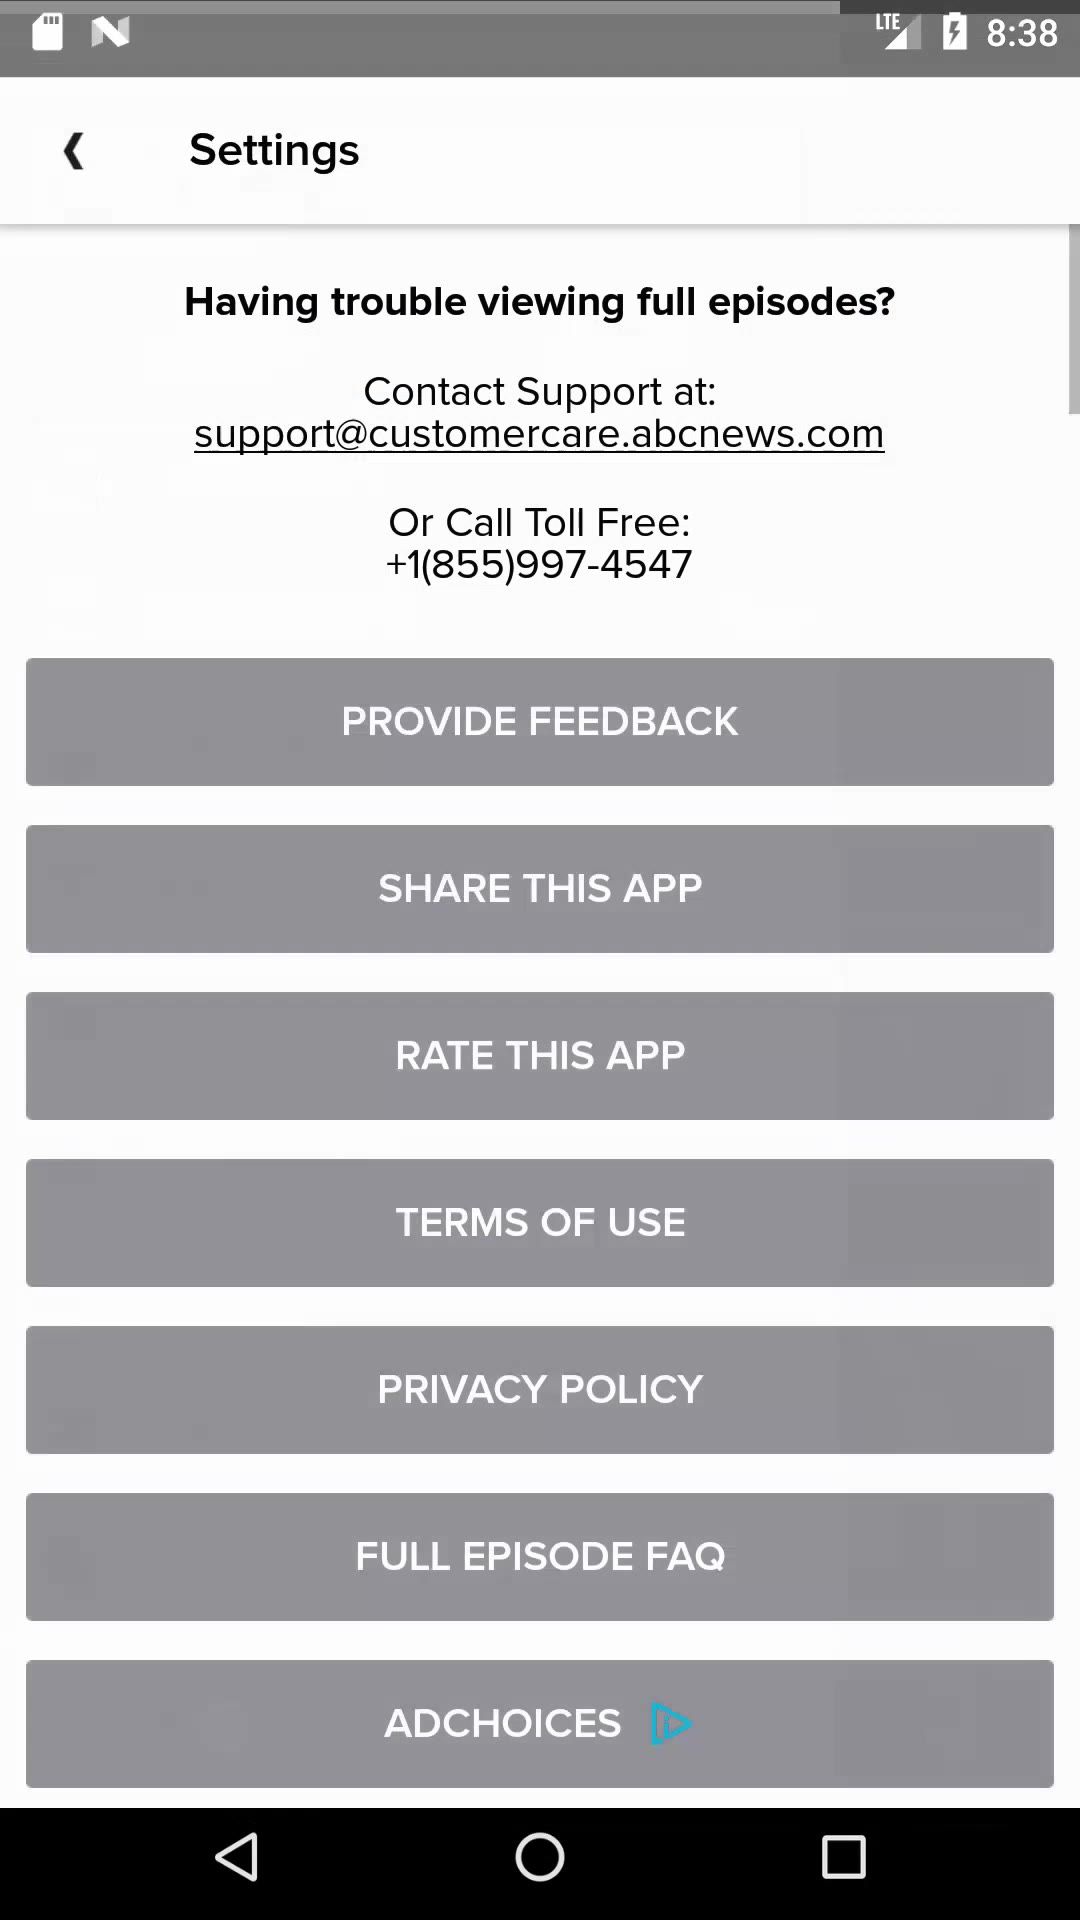 LTE 8:38
Settings
Having trouble viewing full episodes?
Contact Support at:
support@customercare.abcnews.com
Or Call Toll Free:
+1(855)997-4547
PROVIDE FEEDBACK
SHARE THIS APP
RATE THIS APP
TERMS OF USE
PRIVACY POLICY
FULL EPISODE FAQ
ADCHOICES